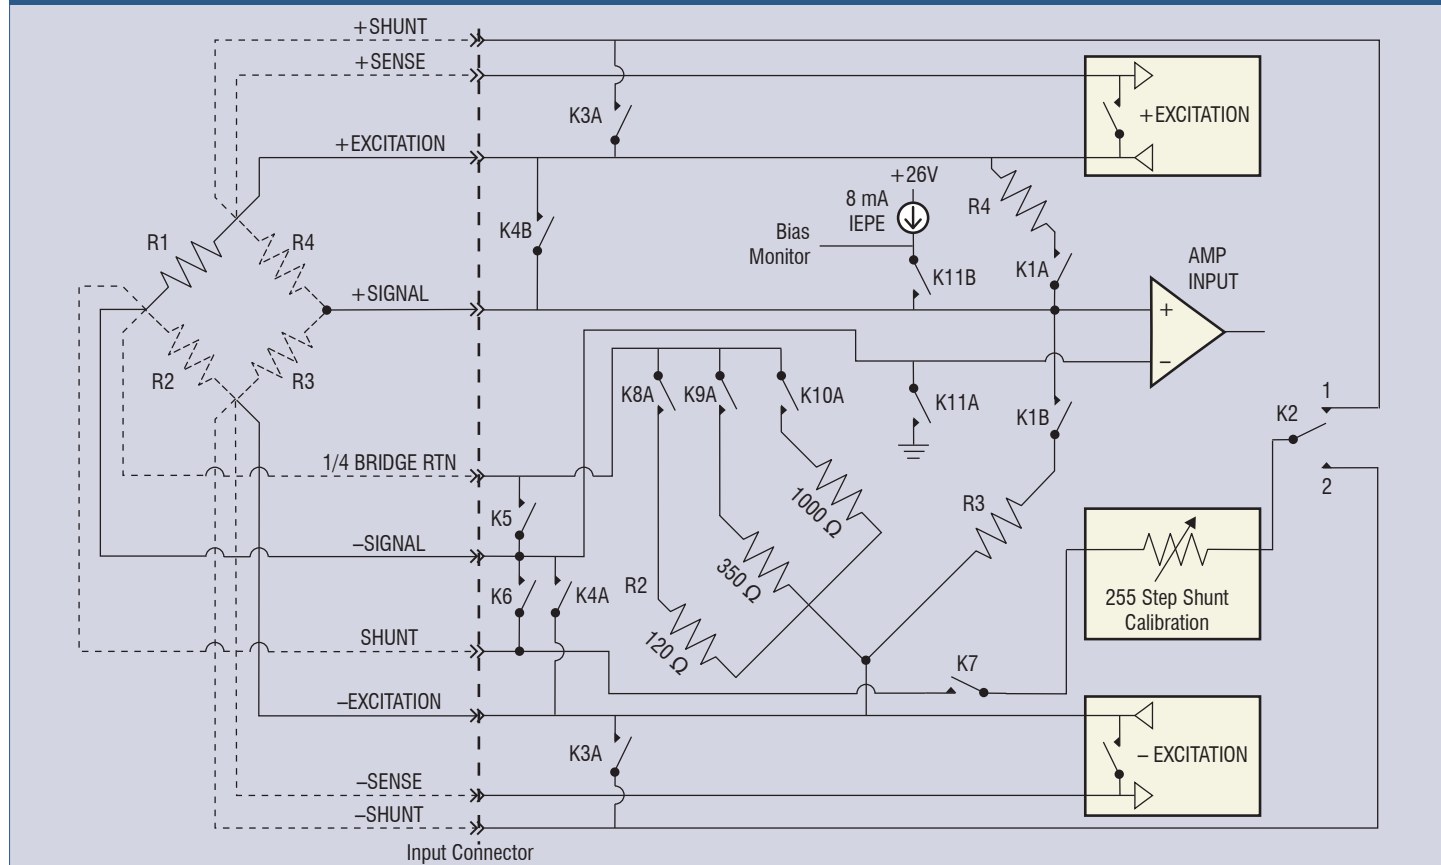 +SHUNT
+SENSE
K3A
+EXCITATION
+EXCITATION
+26V
8 mA
IEPE
R4
K4B
Bias
Monitor
R1
R4
K11B
K1A
AMP
INPUT
+SIGNAL
+
–
R2
R3
K8A
K9A
K10A
K11A
K1B
1
K2
2
1/4 BRIDGE RTN
1000 Ω
R3
K5
–SIGNAL
350 Ω
R2
K6
K4A
255 Step Shunt
Calibration
SHUNT
120 Ω
K7
–EXCITATION
K3A
– EXCITATION
–SENSE
–SHUNT
Input Connector